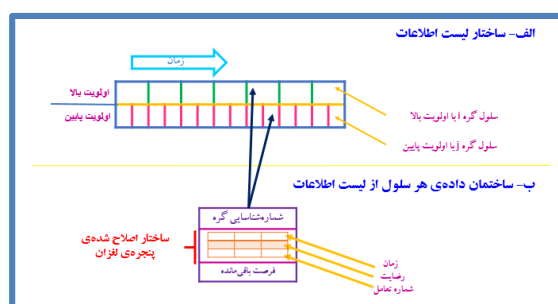 الف- ساختار لیست اطلاعات
زمان
اولویت بالا
اولویت پایین
سلول گره i با اولویت بالا
سلول گره j با اولویت پایین
ب- ساختمان داده‌ی هر سلول از لیست اطلاعات
شماره‌شناسایی گره
ساختار اصلاح شده‌ی
پنجره‌ی لغزان
زمان
رضایت
شماره تعامل
فرصت باقی‌مانده